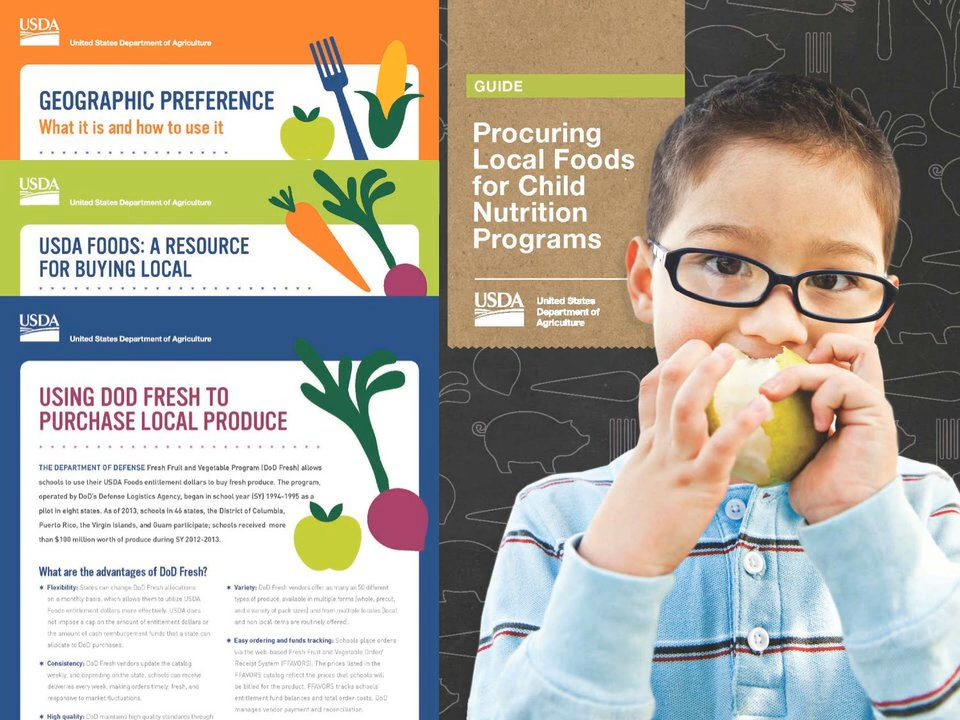 USDA
United States Department of Agriculture
GEOGRAPHIC PREFERENCE
What it is and how to use it
USDA
United States Department of Agriculture
USDA FOODS: A RESOURCE
FOR BUYING LOCAL
USDA
United States Department of Agriculture
USING DOD FRESH TO
PURCHASE LOCAL PRODUCE
THE DEPARTMENT OF DEFENSE Fresh Fruit and Vegetable Program (DoD Fresh) allows
schools to use their USDA Foods entitlement dollars to buy fresh produce. The program,
operated by DoD's Defense Logistics Agency, began in school year (SY) 1994-1995 as a
pilot in eight states. As of 2013, schools in 46 states, the District of Columbia,
Puerto Rico, the Virgin Islands, and Guam participate; schools received more
than $100 million worth of produce during SY 2012-2013.
What are the advantages of DoD Fresh?
* Flexibility: States can change DoD Fresh allocations
on a monthly basis, which allows them to utilize USDA
Foods entitlement dollars more effectively. USDA does
not impose a cap on the amount of entitlement dollars or
the amount of cash reimbursement funds that a state can
allocate to DoD purchases.
* Consistency: DoD Fresh vendors update the catalog
weekly, and depending on the state, schools can receive
deliveries every week, making orders timely, fresh, and
responsive to market fluctuations.
* High quality: DoD maintains high quality standards through
* Variety: DoD Fresh vendors offer as many as 50 different
types of produce, available in multiple forms (whole, precut,
and a variety of pack sizes) and from multiple locales (local
and non local items are routinely offered).
* Easy ordering and funds tracking: Schools place orders
via the web-based Fresh Fruit and Vegetable Order/
Receipt System (FFAVORS). The prices listed in the
FFAVORS catalog reflect the prices that schools will
be billed for the product. FFAVORS tracks schools
entitlement fund balances and total order costs. DoD
manages vendor payment and reconciliation.
GUIDE
Procuring
Local Foods
for Child
Nutrition
Programs
USDA
United States
Department of
Agriculture